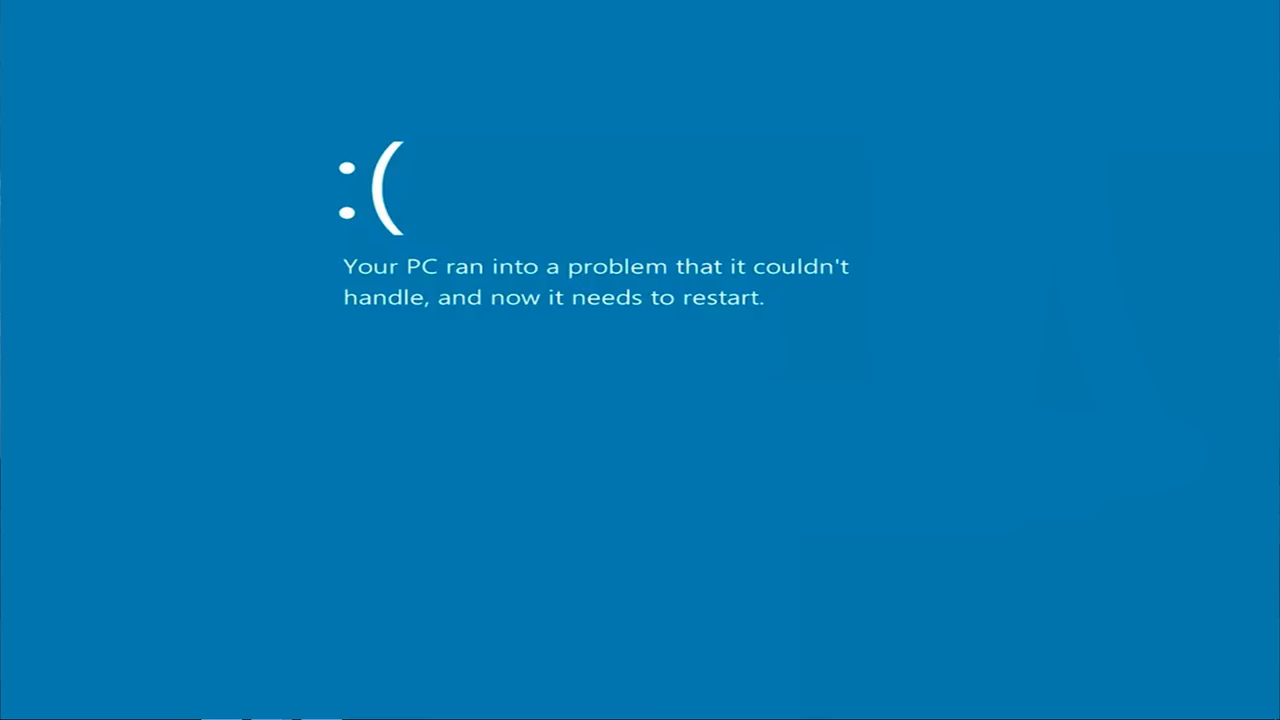 :(
Your PC ran into a problem that it couldn't
handle, and now it needs to restart.